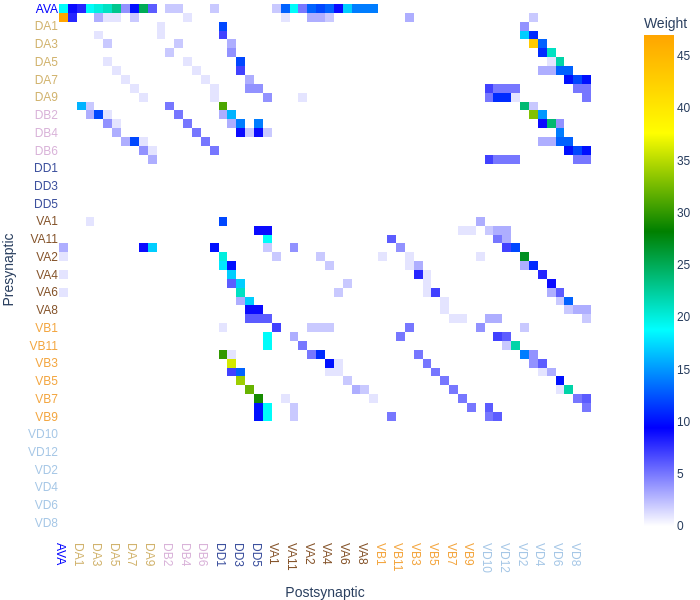 Weight
AVA
DA1
DA3
DA5
DA7
DA9
DB2
DB4
DB6
DD1
DD3
DD5
VA1
VA11
VA2
VA4
VA6
VA8
VB1
VB11
VB3
VB5
VB7
VB9
VD10
VD12
VD2
VD4
VD6
VD8
Presynaptic
45
40
35
30
25
20
15
10
5
0
AVA DA1 DA3 DA5 DA7 DA9 DB2 DB4 DB6 DD1 DD3 DD5 VA1 VA11 VA2 VA4 VA6 VA8 VB1 VB11 VB3 VB5 VB7 VB9 VD10 VD12 VD2 VD4 VD6 VD8
Postsynaptic